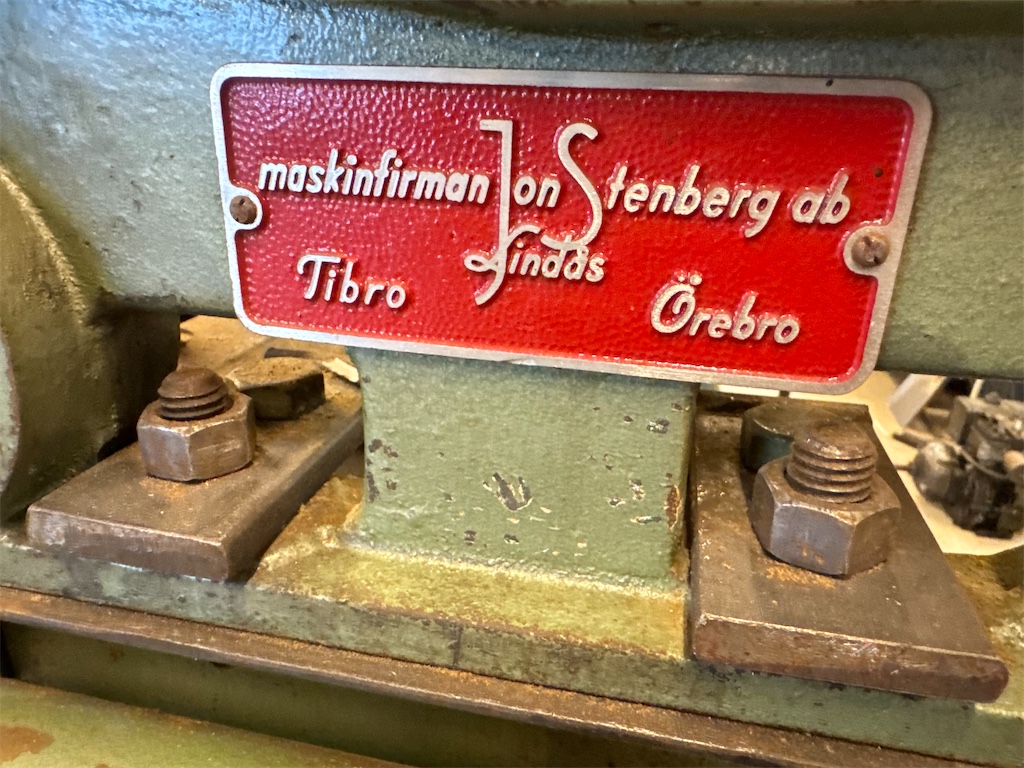 maskinfirman Jon Stenberg ab
Lindås
Tibro
Örebro